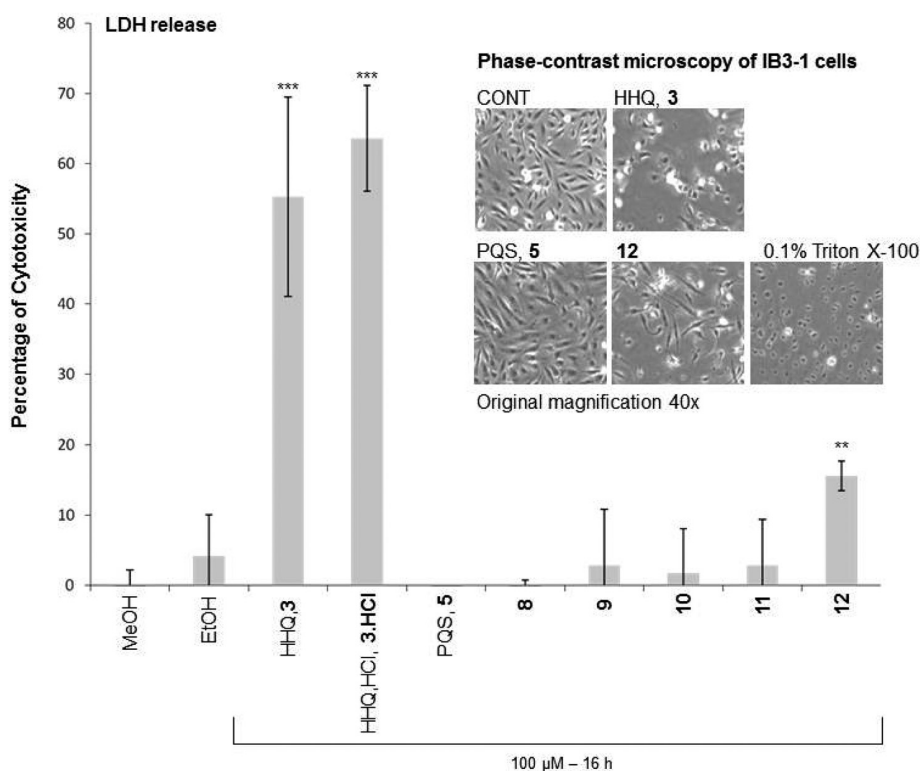 LDH release
Percentage of Cytotoxicity
80
70
60
50
40
30
20
10
0
***
***
**
Phase-contrast microscopy of IB3-1 cells
CONT
HHQ, 3
PQS, 5
12
0.1% Triton X-100
Original magnification 40x
MeOH
EtOH
HHQ,3
HHQ,HCl, 3.HCl
PQS, 5
8
9
10
11
12
100 µM – 16 h